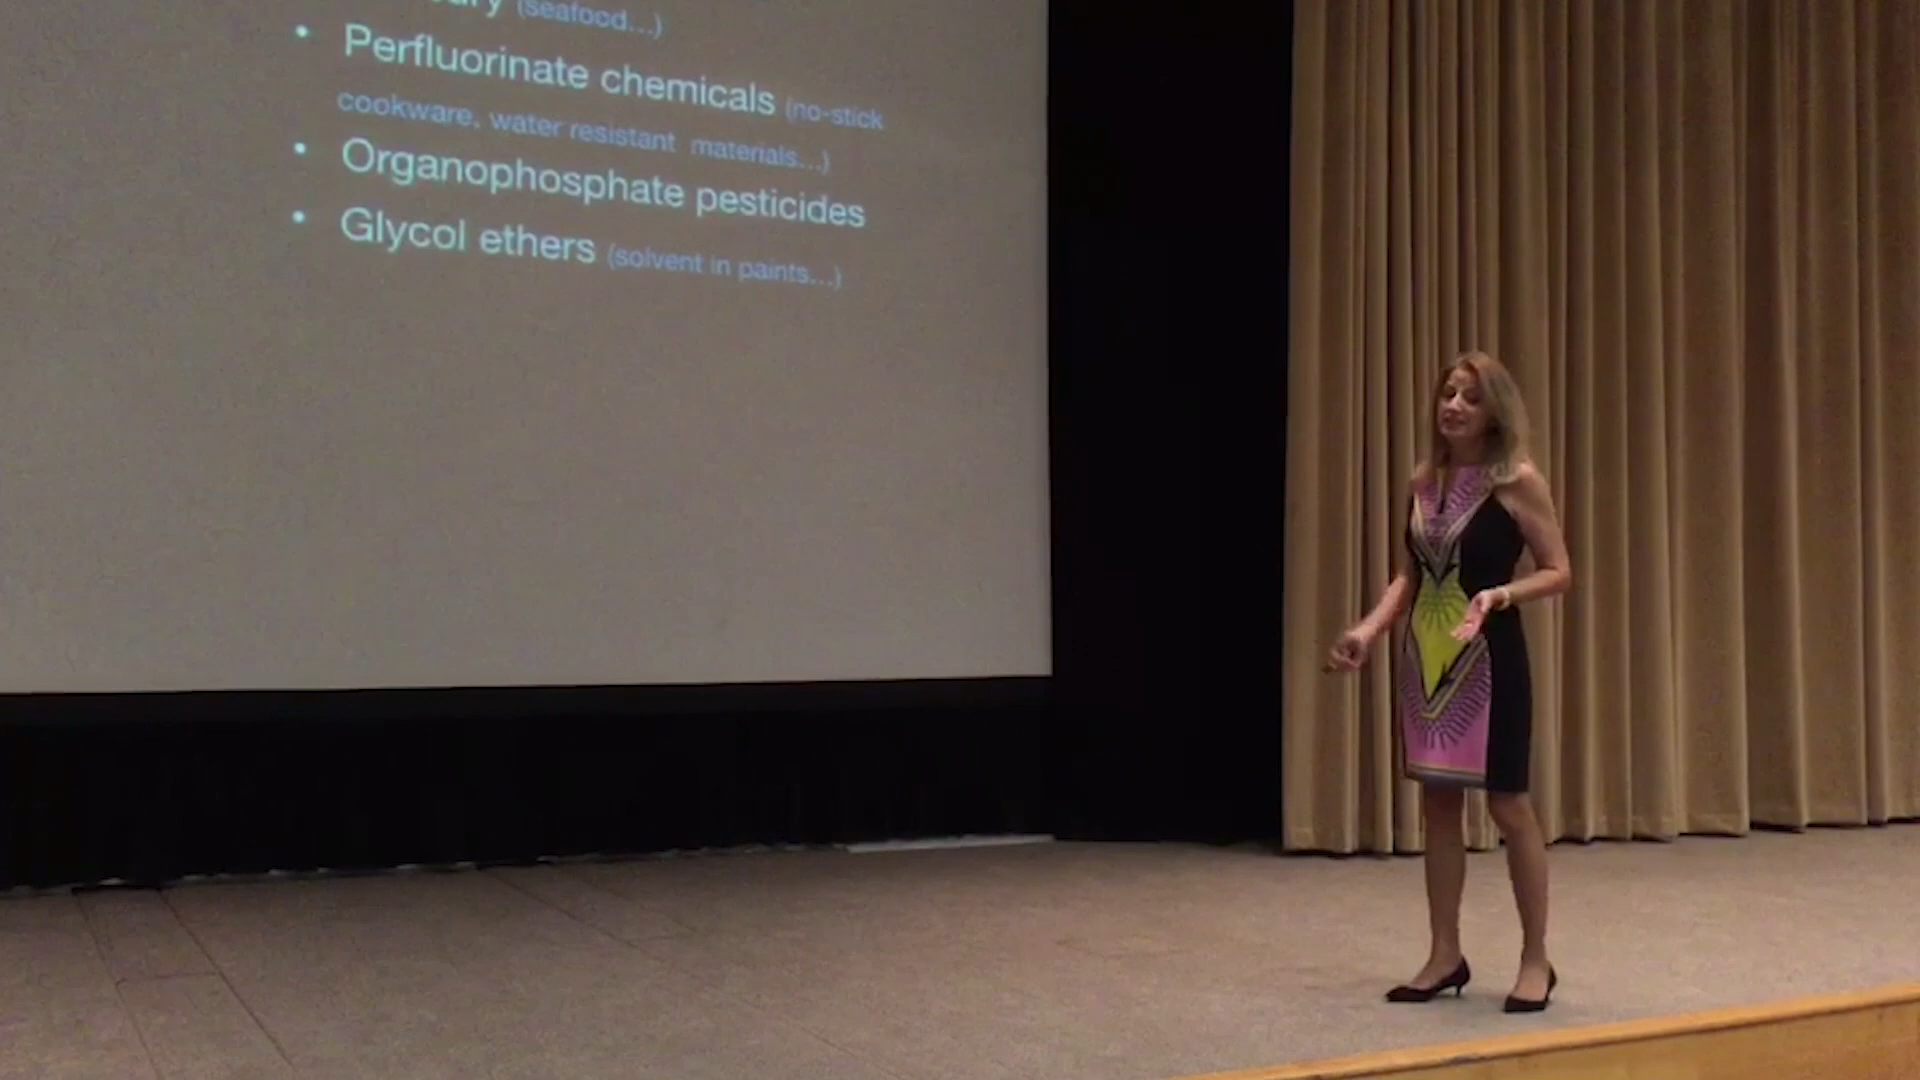 (seafood...)
• Perfluorinate chemicals (no-stick
cookware, water resistant materials...)
• Organophosphate pesticides
• Glycol ethers (solvent in paints...)